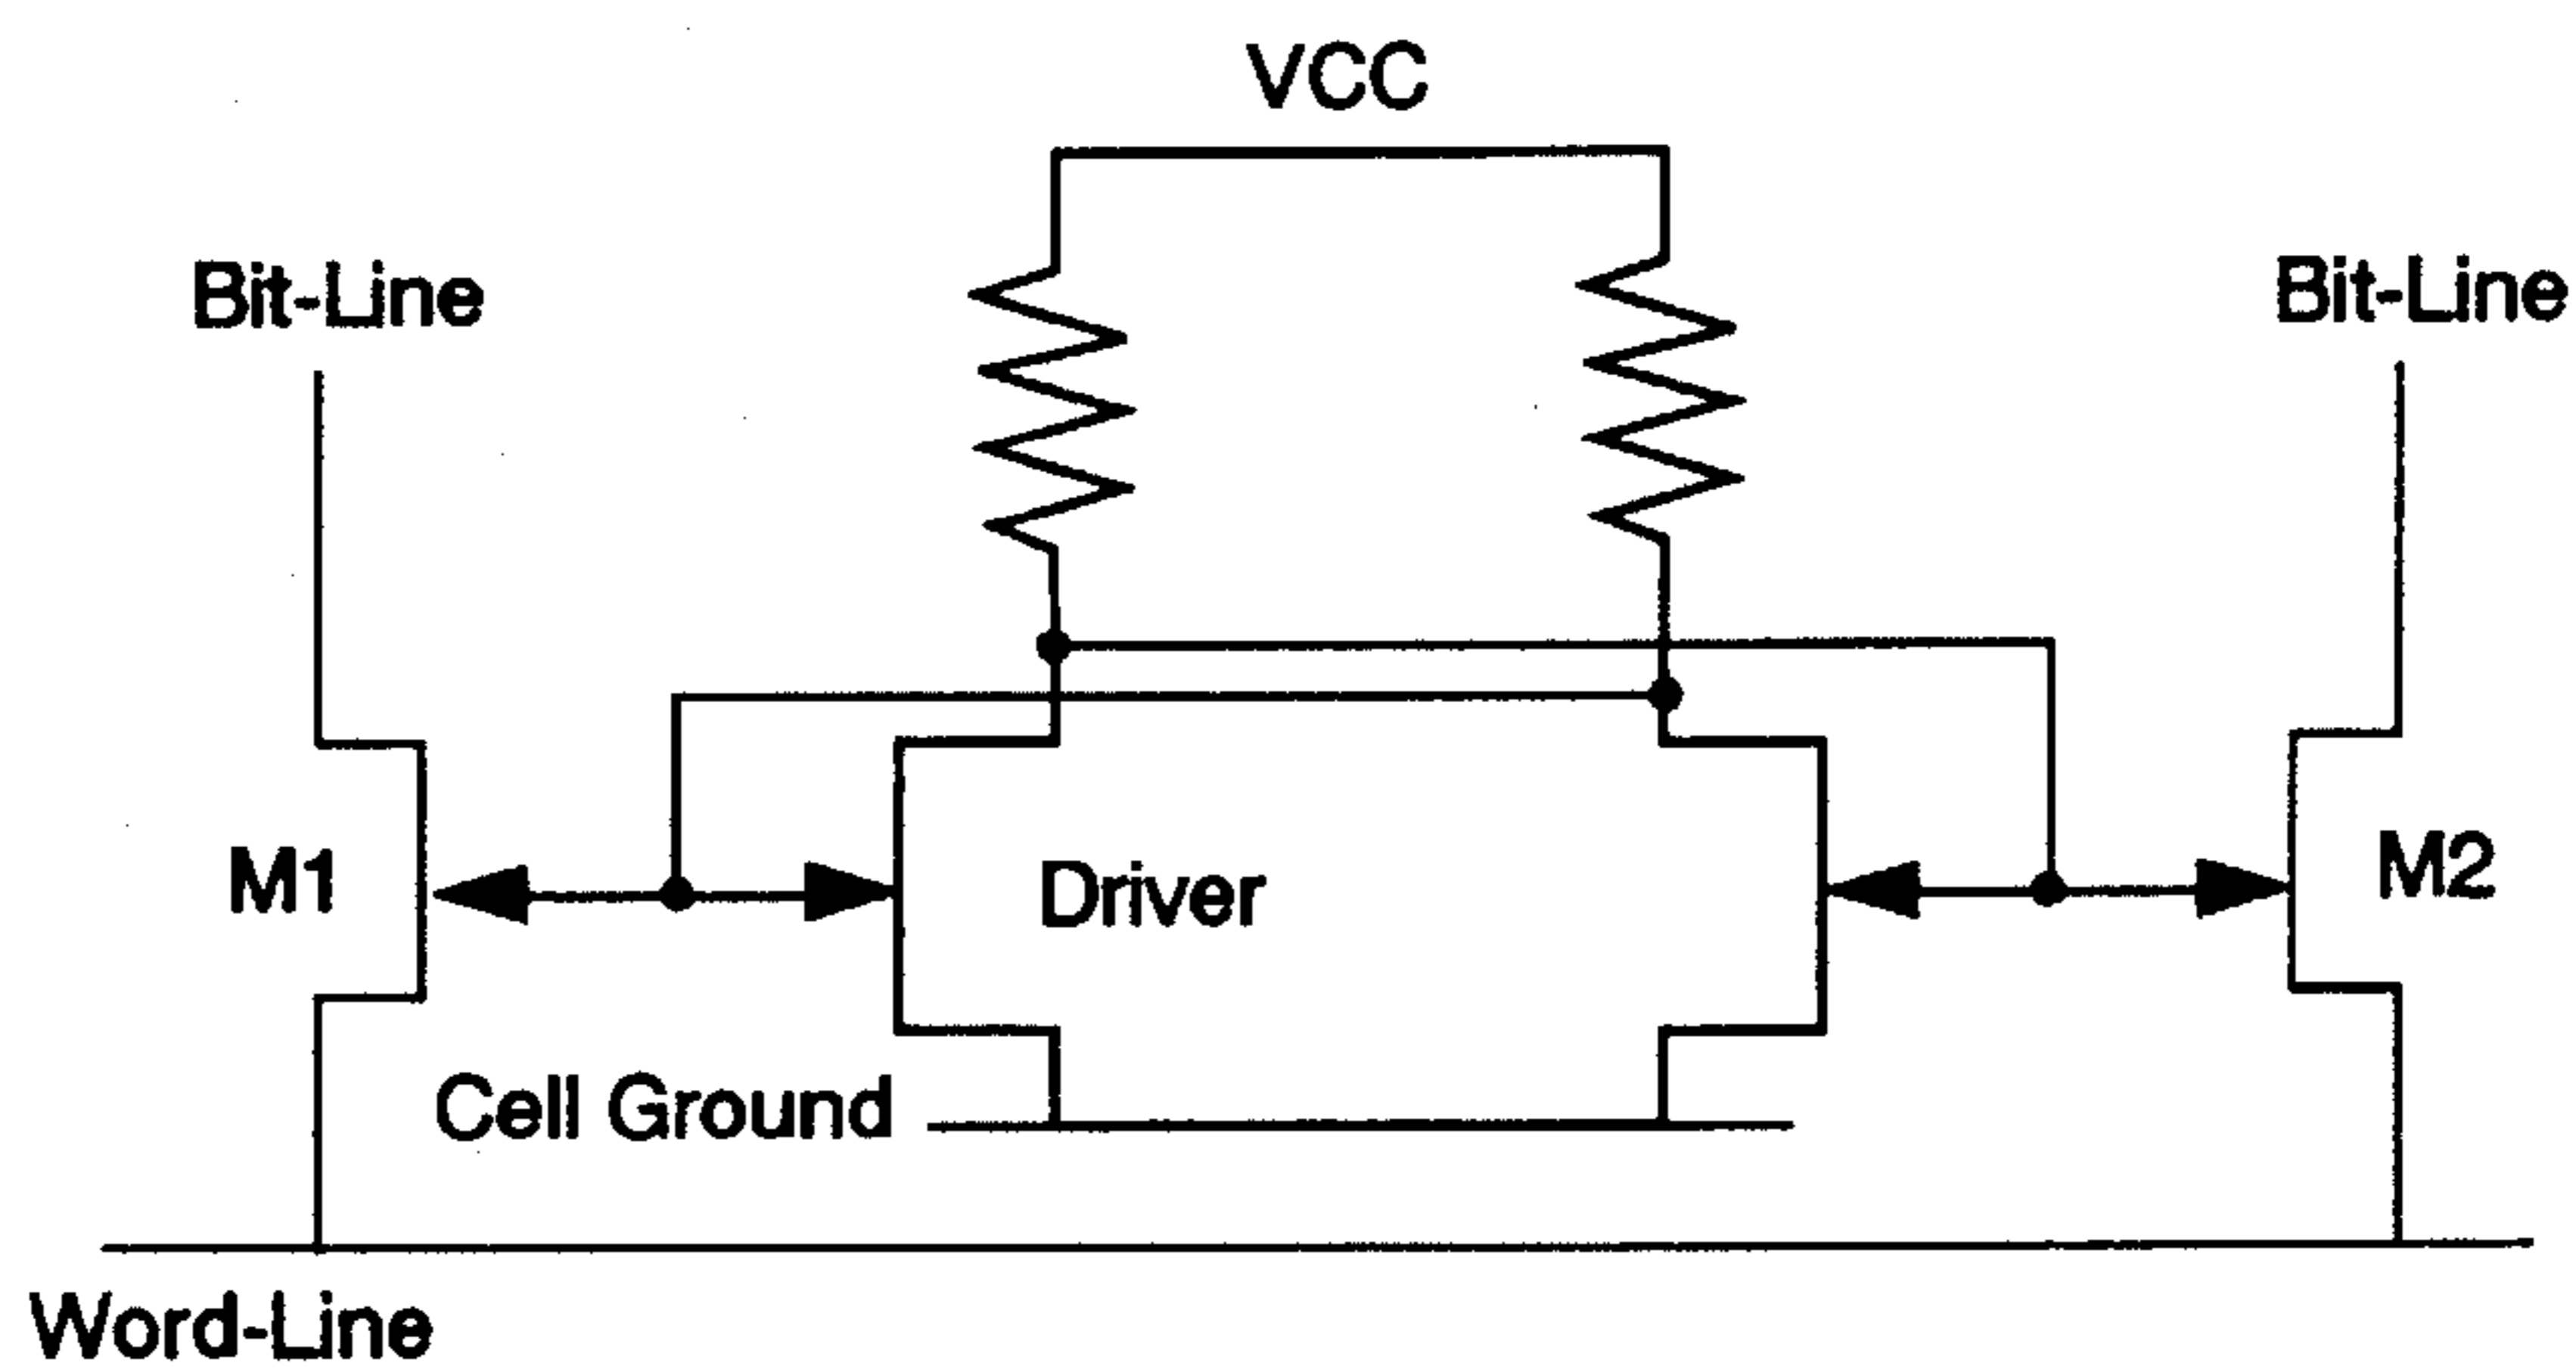 VCC
Bit-Line
Bit-Line
M1
Driver
M2
Cell Ground
Word-Line